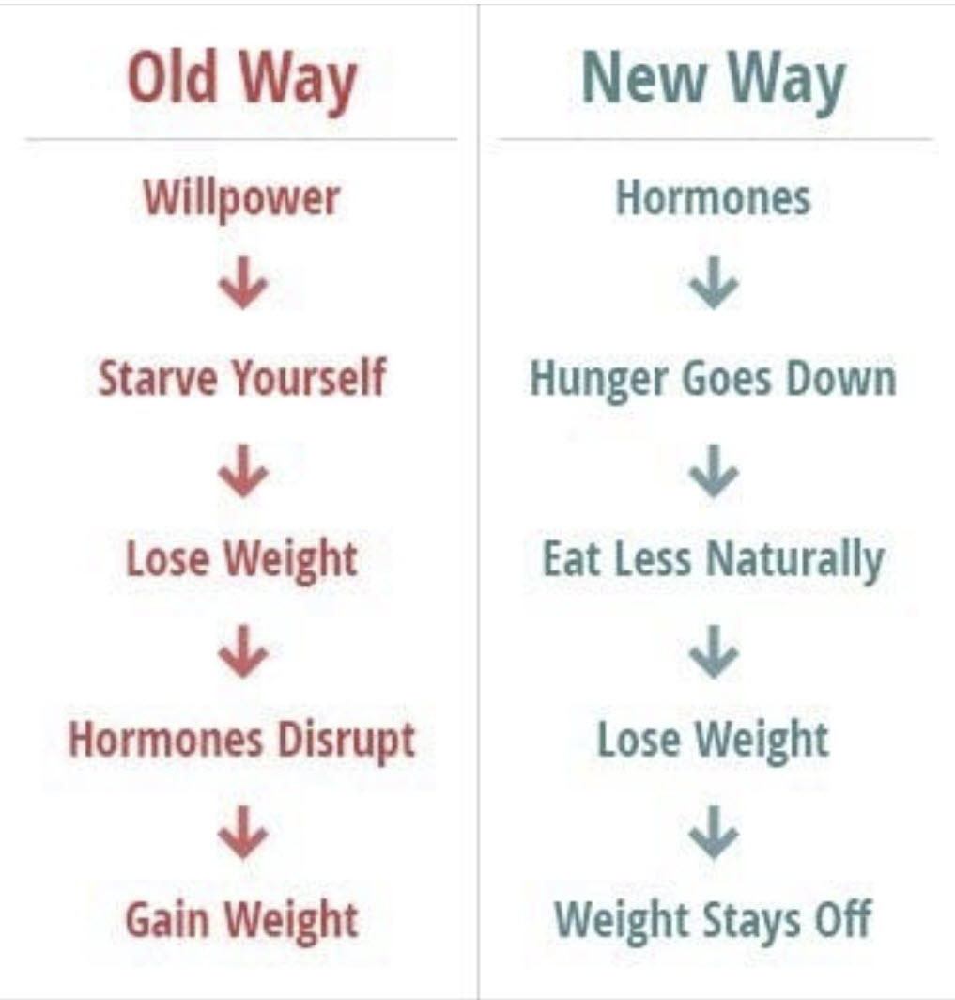 Old Way
Willpower
Starve Yourself
Lose Weight
Hormones Disrupt
Gain Weight
New Way
Hormones
Hunger Goes Down
Eat Less Naturally
Lose Weight
Weight Stays Off